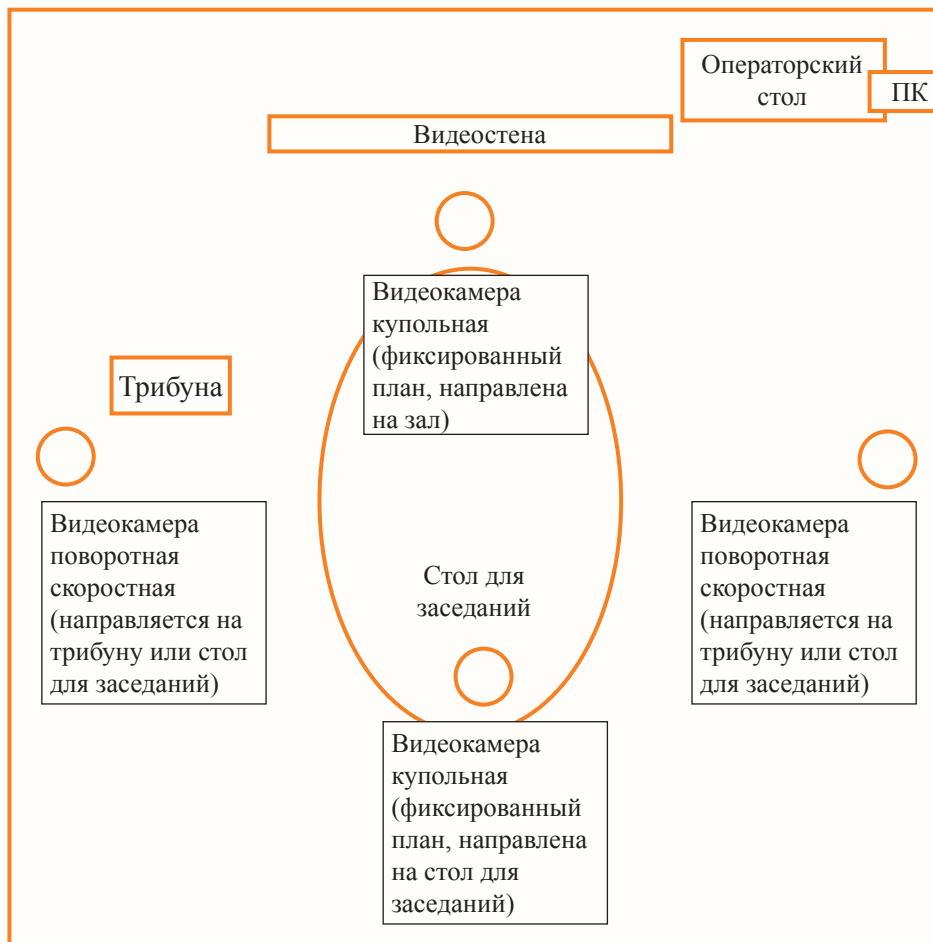 Операторский
стол
ПК
Видеостена
Видеокамера
купольная
(фиксированный
план, направлена
на зал)
Трибуна
Видеокамера
поворотная
скоростная
(направляется на
трибуну или стол
для заседаний)
Стол для
заседаний
Видеокамера
поворотная
скоростная
(направляется на
трибуну или стол
для заседаний)
Видеокамера
купольная
(фиксированный
план, направлена
на стол для
заседаний)